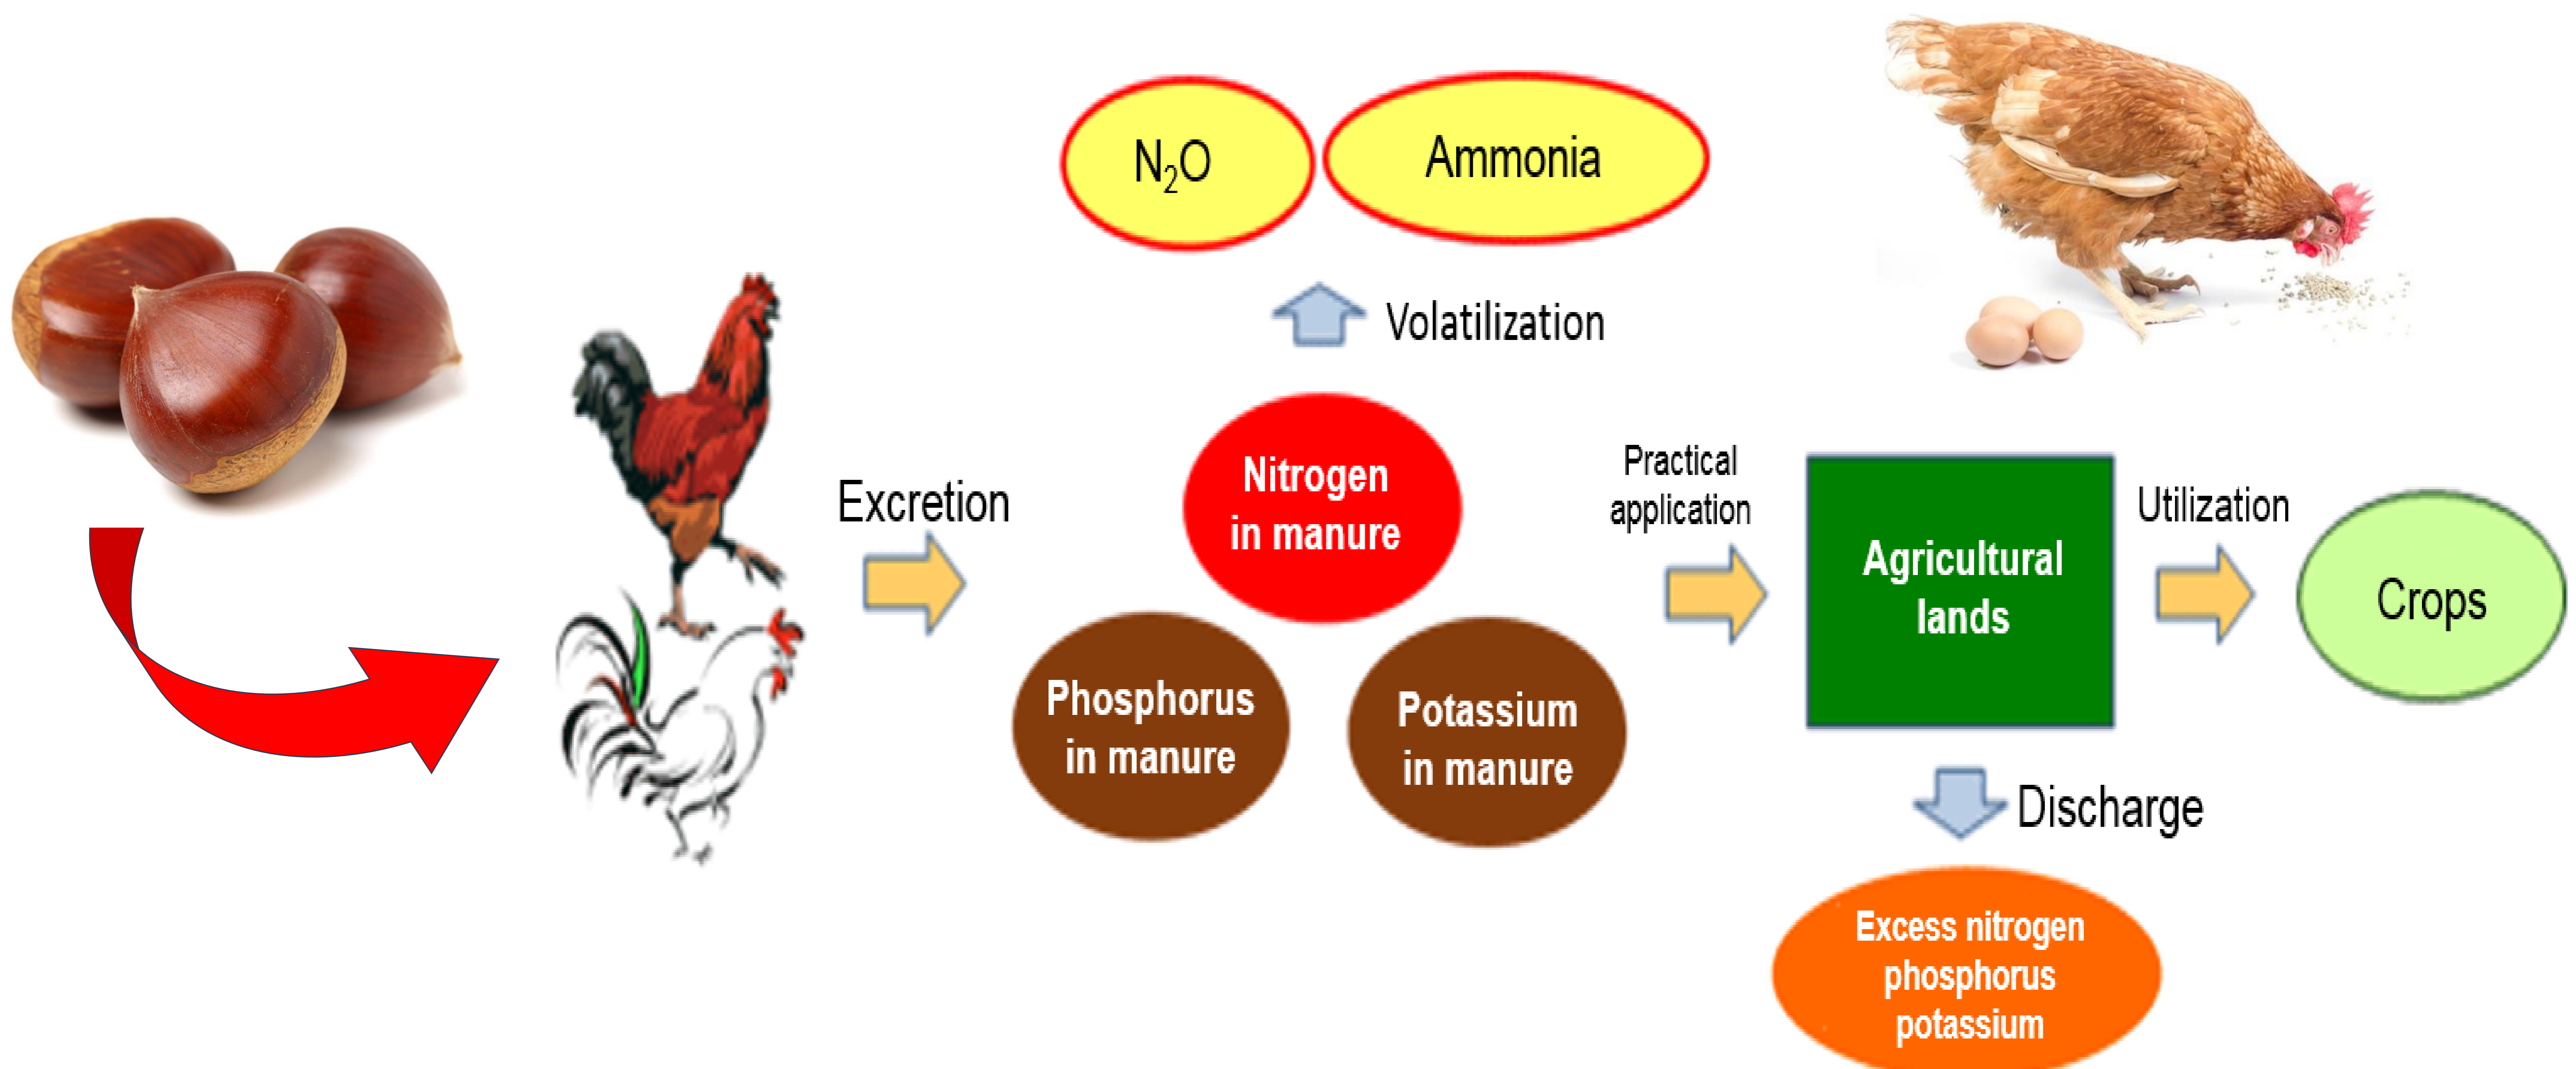 N₂O
Ammonia
Volatilization
Excretion
Nitrogen
in manure
Phosphorus
in manure
Potassium
in manure
Practical
application
Agricultural
lands
Utilization
Crops
Discharge
Excess nitrogen
phosphorus
potassium